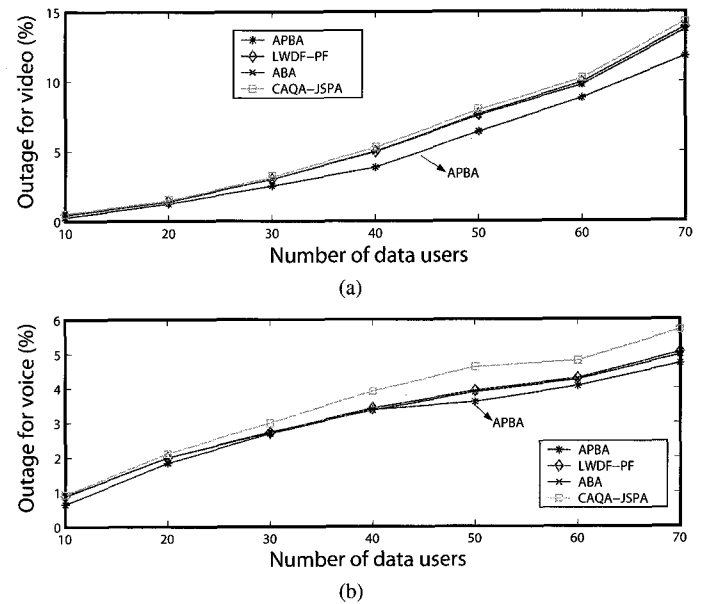 Outage for video (%)
15
10
5
0
APBA
LWDF-PF
ABA
CAQA-JSPA
APBA
10 20 30 40 50 60 70
Number of data users
(a)
Outage for voice (%)
6
5
4
3
2
1
0
APBA
APBA
LWDF-PF
ABA
CAQA-JSPA
10 20 30 40 50 60 70
Number of data users
(b)